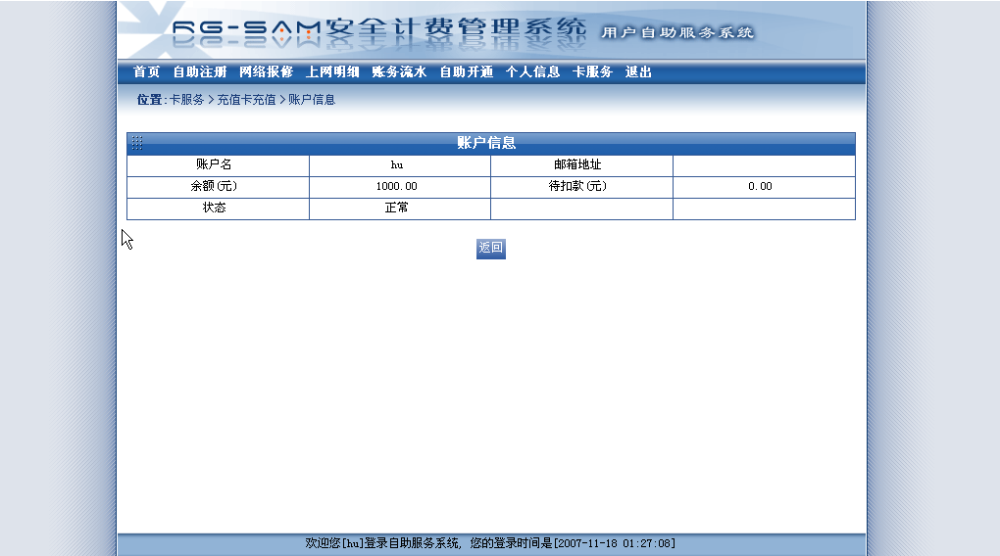 RG-SAM安全计费管理系统 用户自助服务系统
首页 自助注册 网络报修 上网明细 账务流水 自助开通 个人信息 卡服务 退出
位置:卡服务 > 充值卡充值 > 账户信息
账户信息
账户名 hu 邮箱地址
余额(元) 1000.00 待扣款(元) 0.00
状态 正常
返回
欢迎您[hu]登录自助服务系统, 您的登录时间是[2007-11-18 01:27:08]